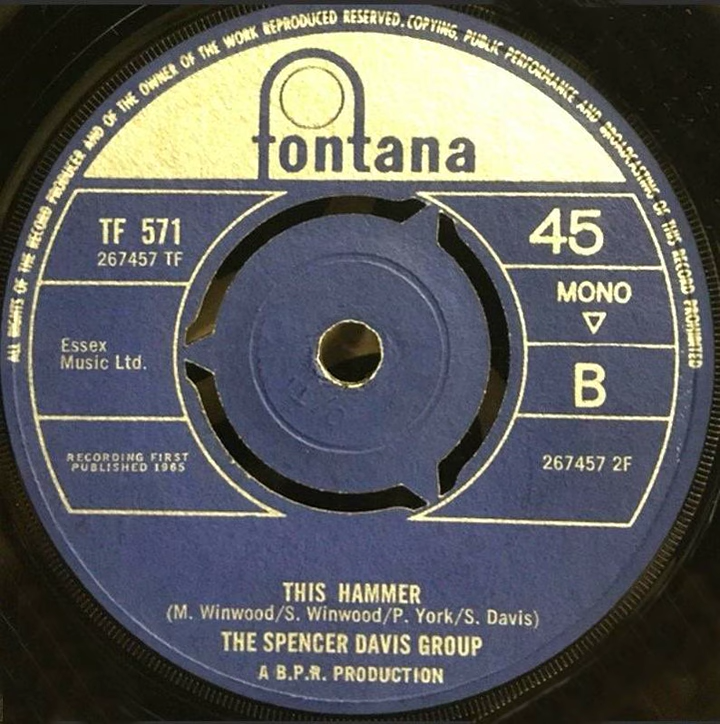 ALL RIGHTS OF THE RECORD PRODUCER AND OF THE OWNER OF THE WORK REPRODUCED RESERVED. COPYING, PUBLIC PERFORMANCE AND BROADCASTING OF THIS RECORD PROHIBITED
fontana
TF 571
267457 TF
45
MONO
Essex
Music Ltd.
B
RECORDING FIRST
PUBLISHED 1965
267457 2F
THIS HAMMER
(M. Winwood/S. Winwood/P. York/S. Davis)
THE SPENCER DAVIS GROUP
A B.P.R. PRODUCTION